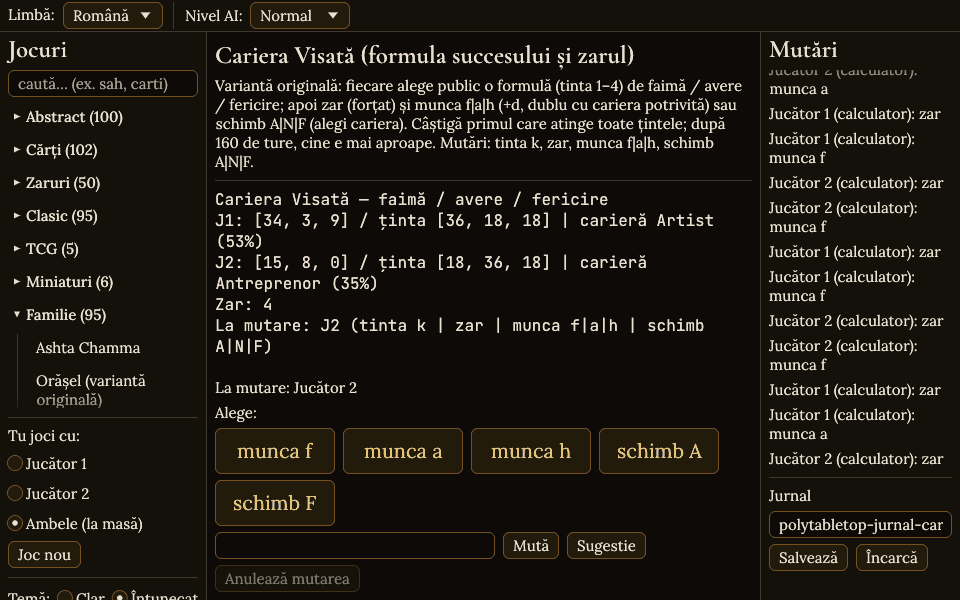 Limbă:
Română
Nivel AI:
Normal
Jocuri
caută... (ex. sah, carti)
Abstract (100)
Cărți (102)
Zaruri (50)
Clasic (95)
TCG (5)
Miniaturi (6)
Familie (95)
Ashta Chamma
Orășel (variantă
originală)
Tu joci cu:
Jucător 1
Jucător 2
Ambele (la masă)
Joc nou
Temă:
Clar
Întunecat
Cariera Visată (formula succesului și zarul)
Variantă originală: fiecare alege public o formulă (tinta 1–4) de faimă / avere
/ fericire; apoi zar (forțat) și munca f|a|h (+d, dublu cu cariera potrivită) sau
schimb A|N|F (alegi cariera). Câștigă primul care atinge toate țintele; după
160 de ture, cine e mai aproape. Mutări: tinta k, zar, munca f|a|h, schimb
A|N|F.
Cariera Visată — faimă / avere / fericire
J1: [34, 3, 9] / ținta [36, 18, 18] | carieră Artist
(53%)
J2: [15, 8, 0] / ținta [18, 36, 18] | carieră
Antreprenor (35%)
Zar: 4
La mutare: J2 (tinta k | zar | munca f|a|h | schimb
A|N|F)
La mutare: Jucător 2
Alege:
munca f
munca a
munca h
schimb A
schimb F
Mută
Sugestie
Anulează mutarea
Mutări
Jucător 2 (calculator):
munca a
Jucător 1 (calculator): zar
Jucător 1 (calculator):
munca f
Jucător 2 (calculator): zar
Jucător 2 (calculator):
munca f
Jucător 1 (calculator): zar
Jucător 1 (calculator):
munca f
Jucător 2 (calculator): zar
Jucător 2 (calculator):
munca f
Jucător 1 (calculator): zar
Jucător 1 (calculator):
munca a
Jucător 2 (calculator): zar
Jurnal
polytabletop-jurnal-car
Salvează
Încarcă